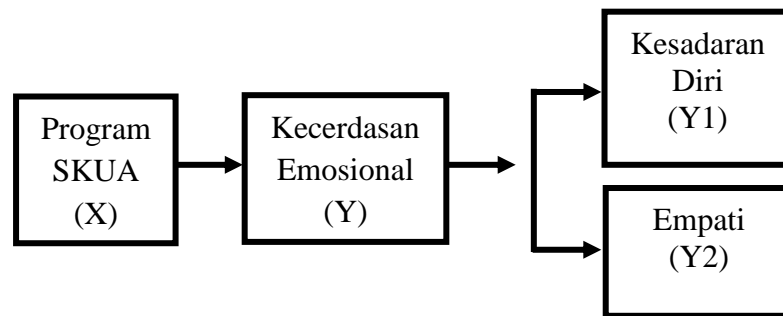 Program
SKUA
(X)
Kecerdasan
Emosional
(Y)
Kesadaran
Diri
(Y1)
Empati
(Y2)